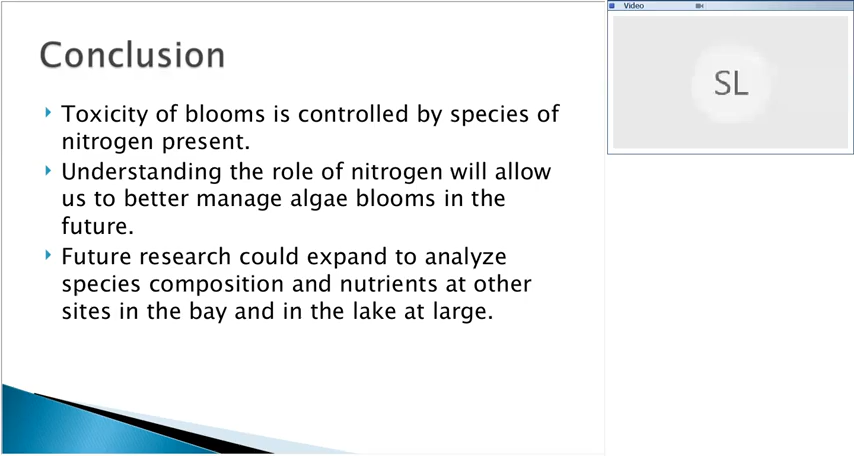 Conclusion
Toxicity of blooms is controlled by species of
nitrogen present.
Understanding the role of nitrogen will allow
us to better manage algae blooms in the
future.
Future research could expand to analyze
species composition and nutrients at other
sites in the bay and in the lake at large.
Video
SL